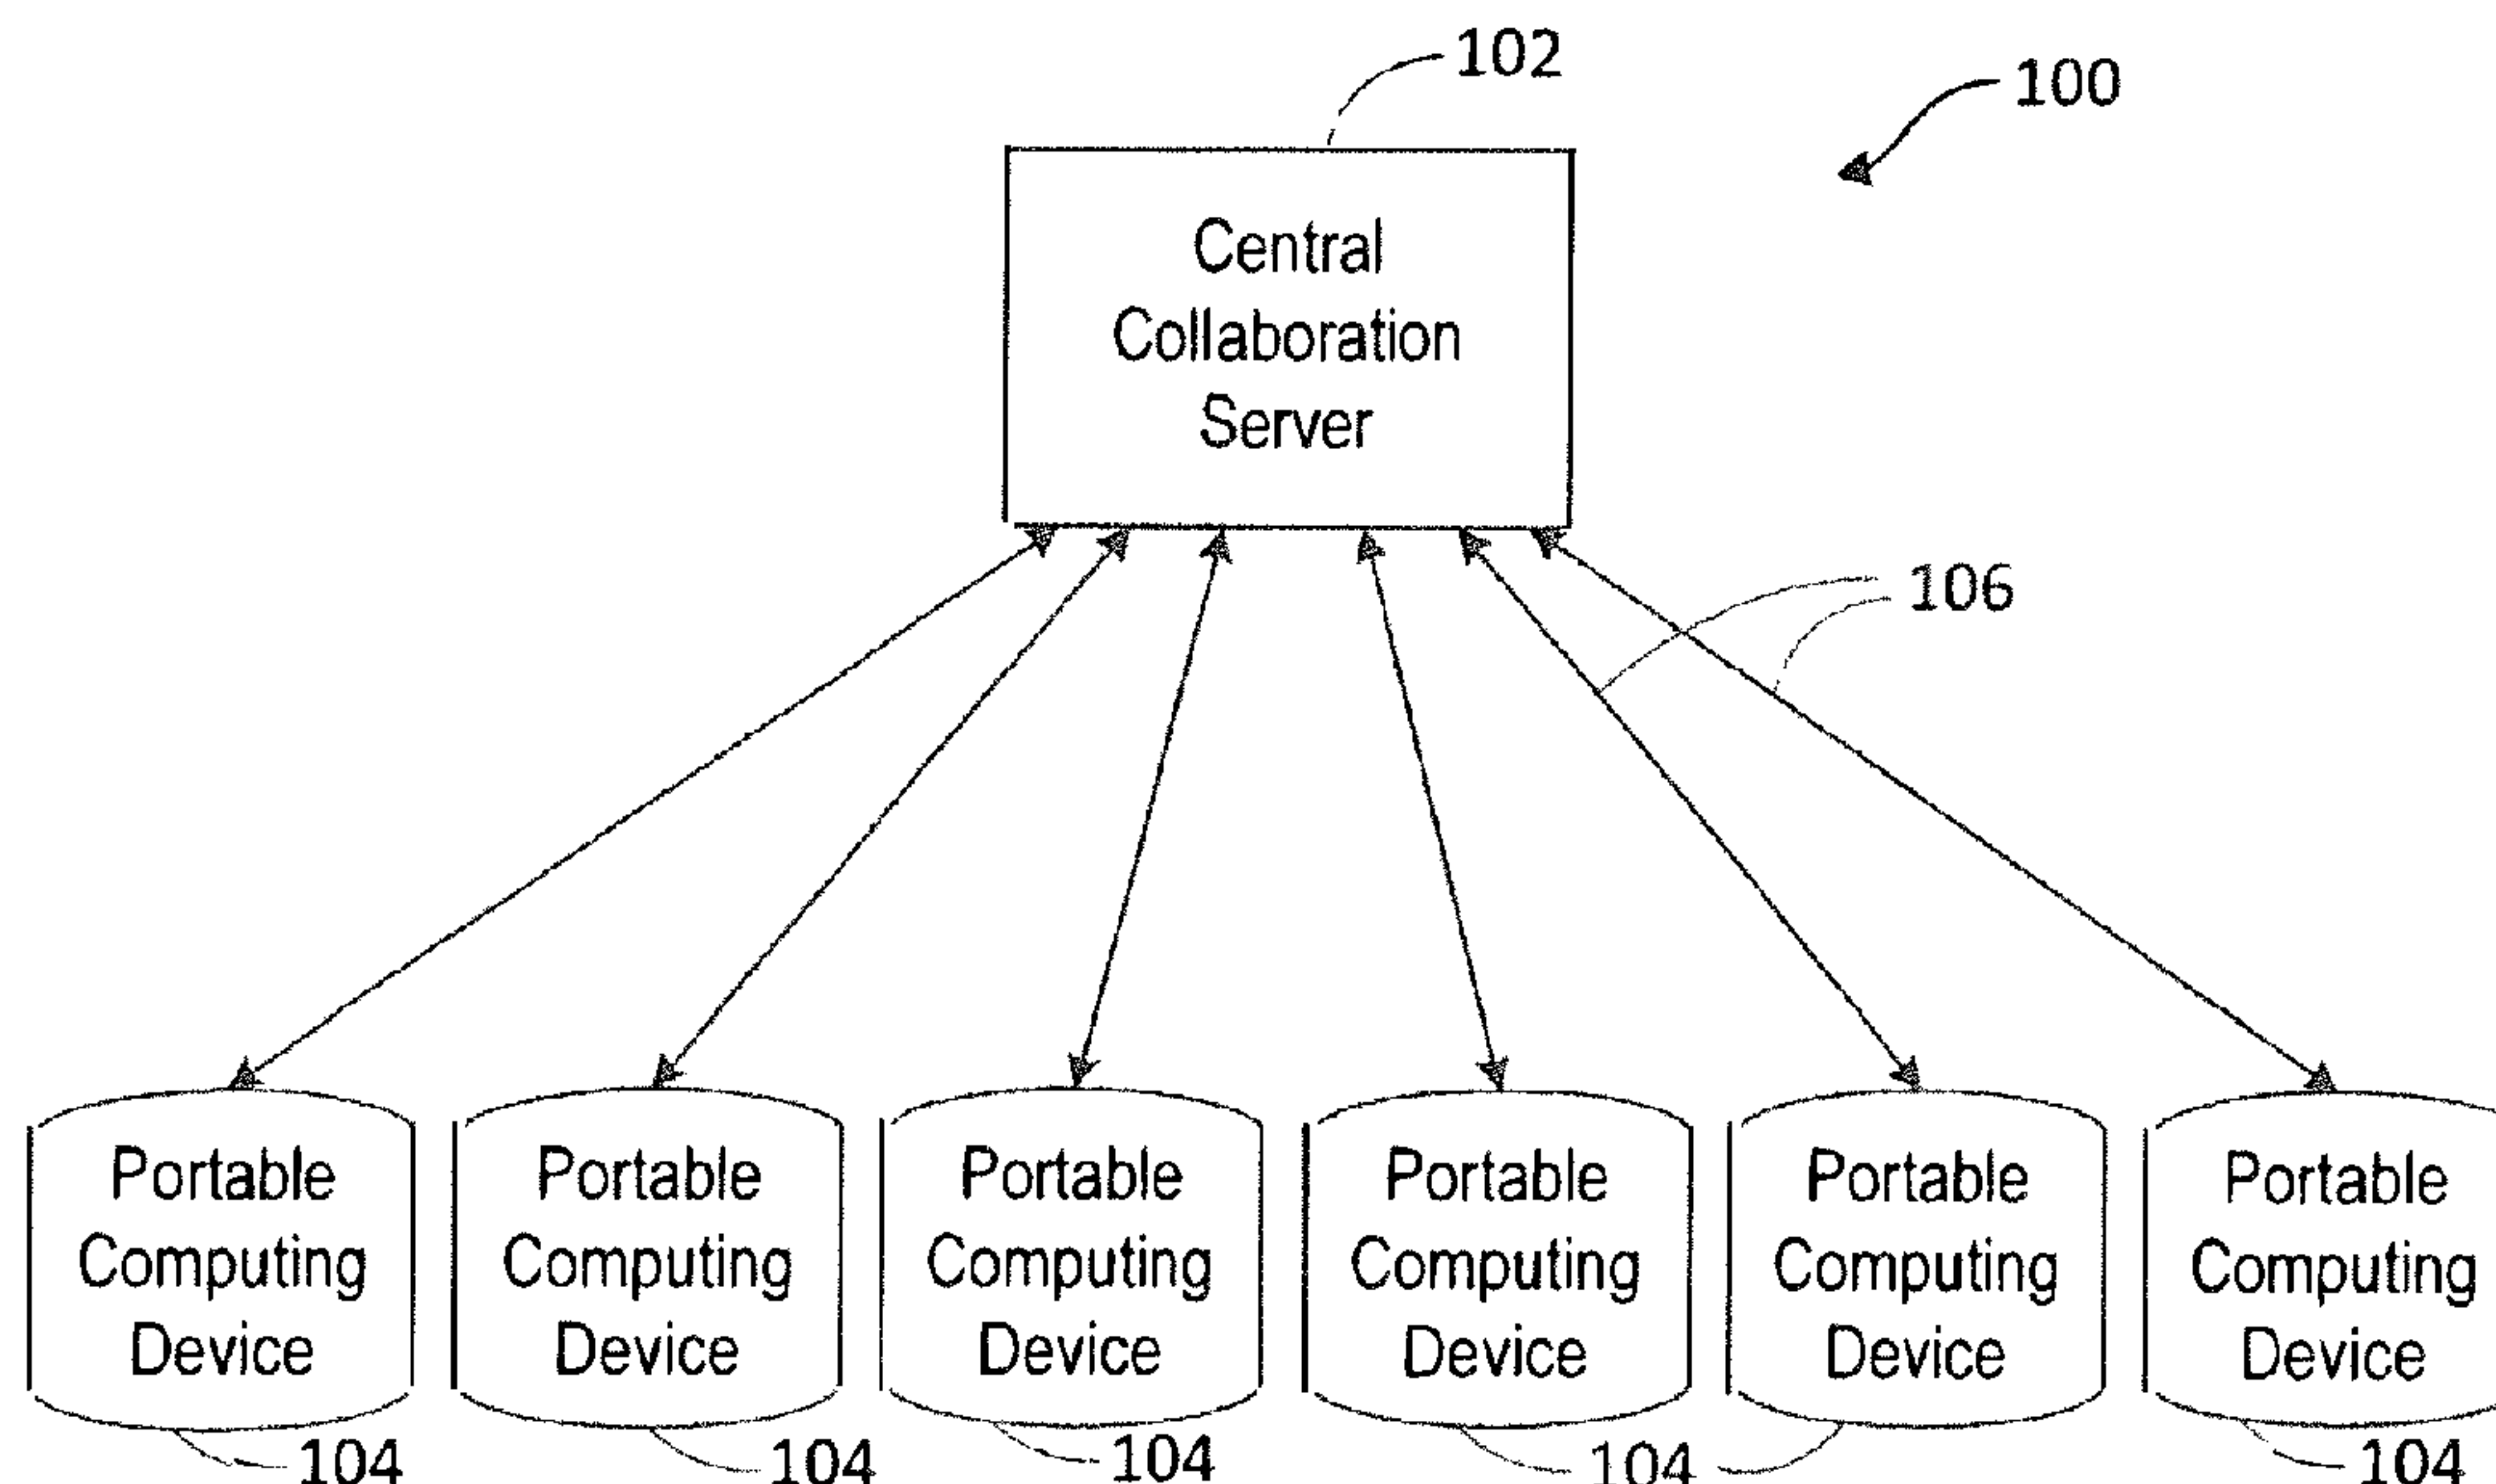 102
100
Central
Collaboration
Server
106
Portable
Computing
Device
Portable
Computing
Device
Portable
Computing
Device
Portable
Computing
Device
Portable
Computing
Device
Portable
Computing
Device
104
104
104
104
104